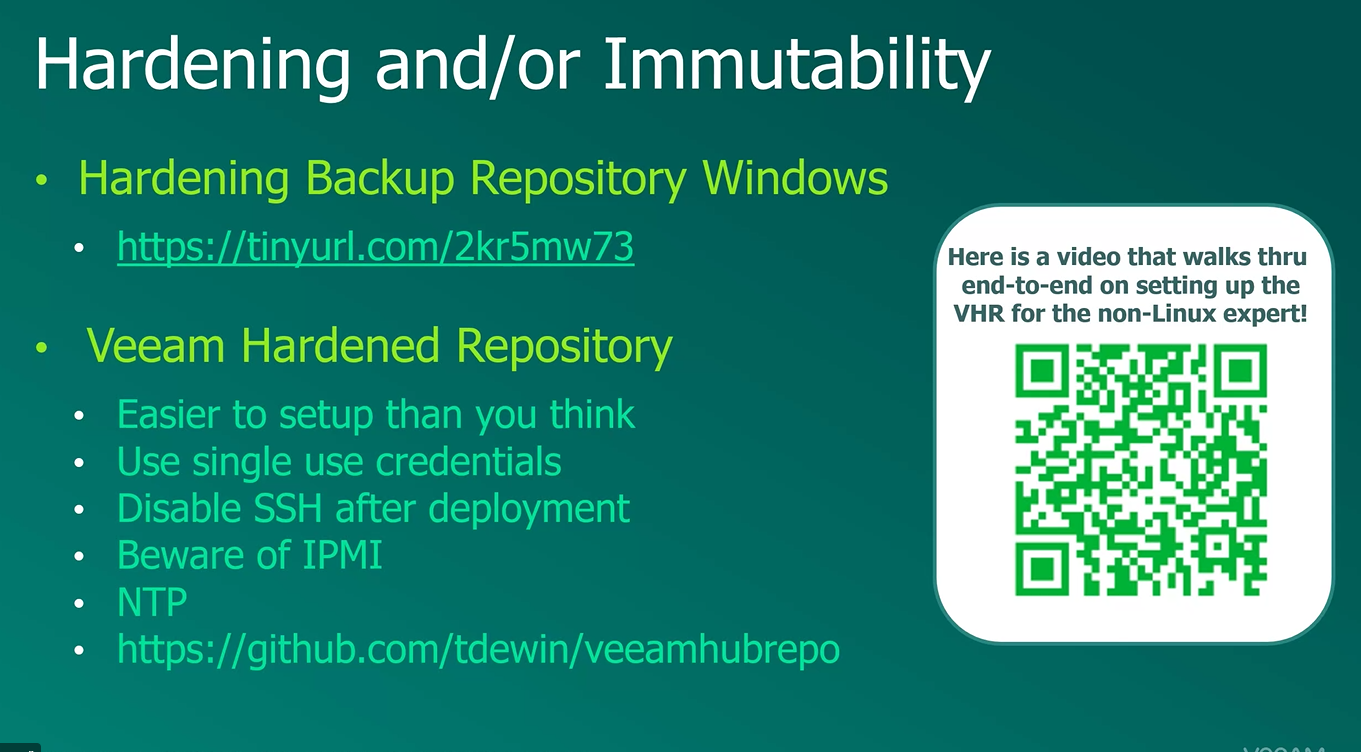 Hardening and/or Immutability
• Hardening Backup Repository Windows
• https://tinyurl.com/2kr5mw73
• Veeam Hardened Repository
• Easier to setup than you think
• Use single use credentials
• Disable SSH after deployment
• Beware of IPMI
• NTP
• https://github.com/tdewin/veeamhubrepo
Here is a video that walks thru
end-to-end on setting up the
VHR for the non-Linux expert!